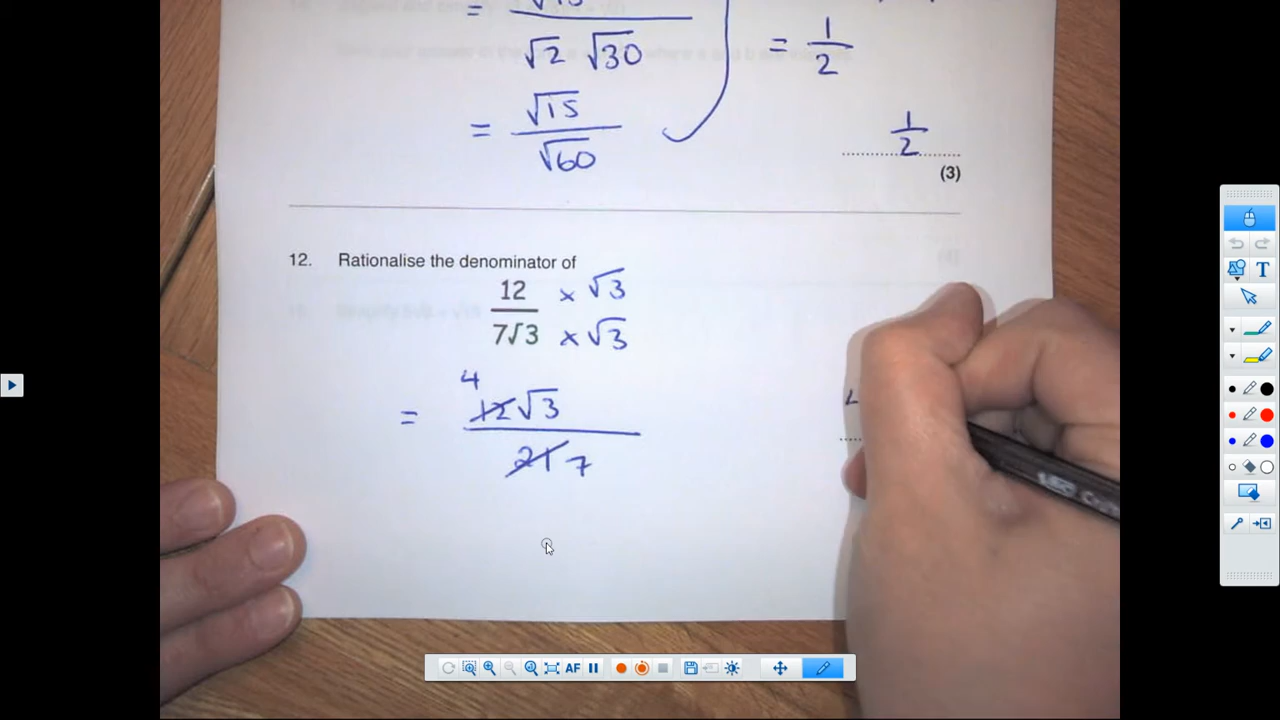 = √15
√2 √30
= 1/2
= √15
√60
1/2
(3)
12. Rationalise the denominator of
12 × √3
7√3 × √3
4
= 12√3
21 7
AF
T